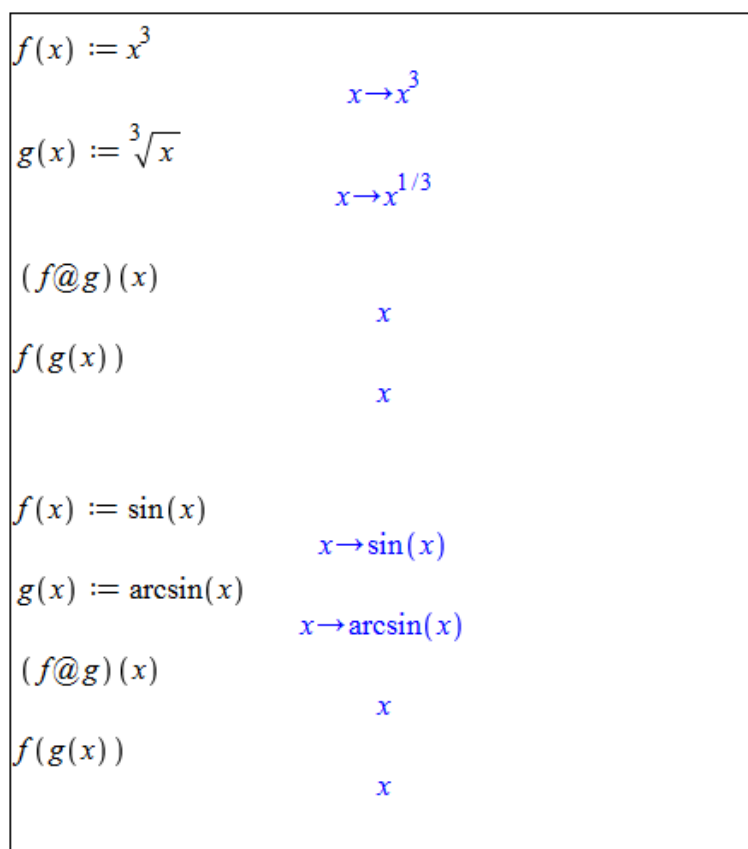 f(x) := x³
x→x³
g(x) := ∛x
x→x^{1/3}
(f@g)(x)
x
f(g(x))
x
f(x) := sin(x)
x→sin(x)
g(x) := arcsin(x)
x→arcsin(x)
(f@g)(x)
x
f(g(x))
x